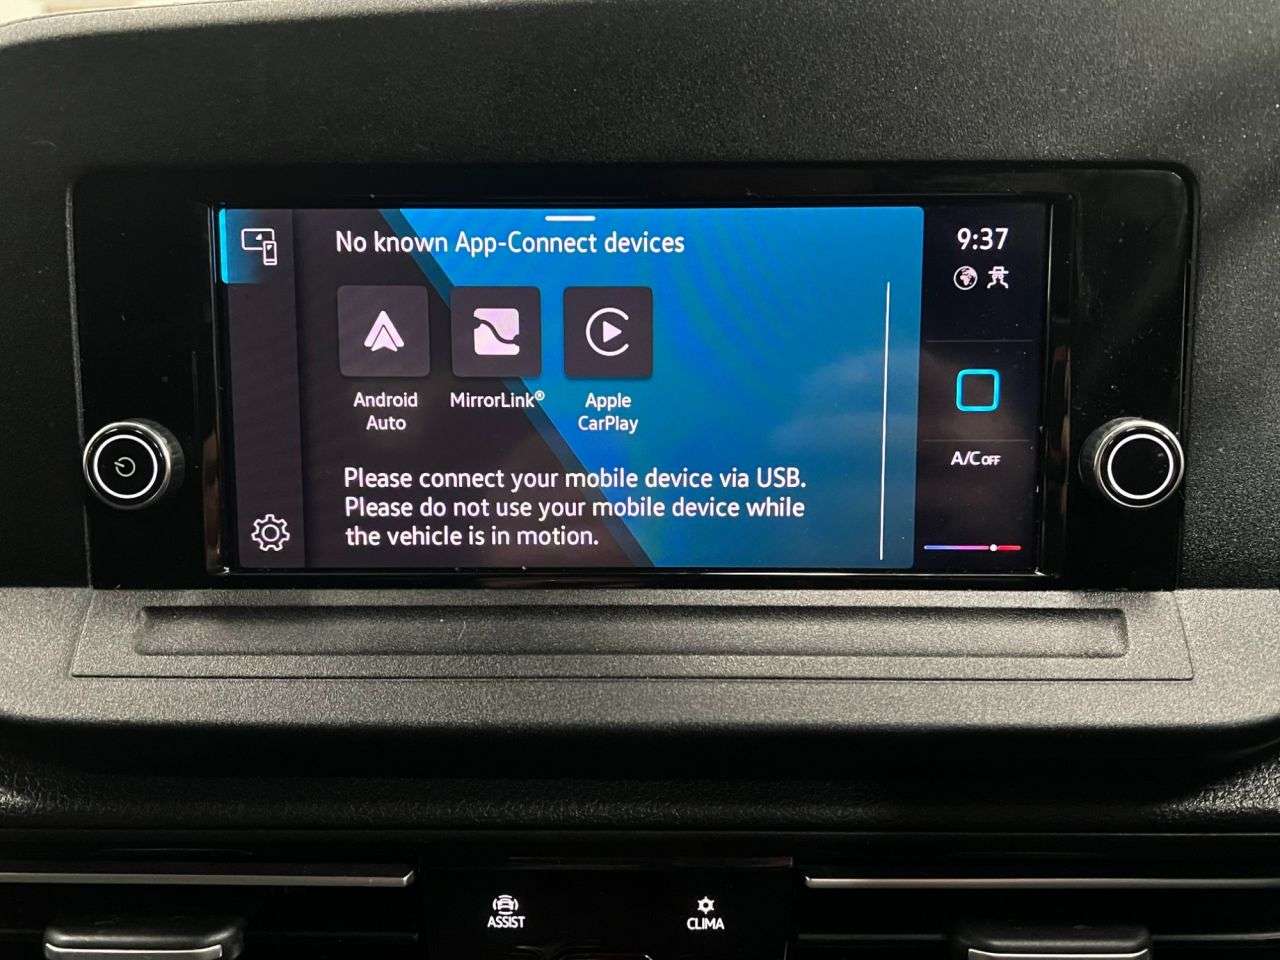 No known App-Connect devices
9:37
Android
Auto
MirrorLink®
Apple
CarPlay
A/C OFF
Please connect your mobile device via USB.
Please do not use your mobile device while
the vehicle is in motion.
ASSIST
CLIMA